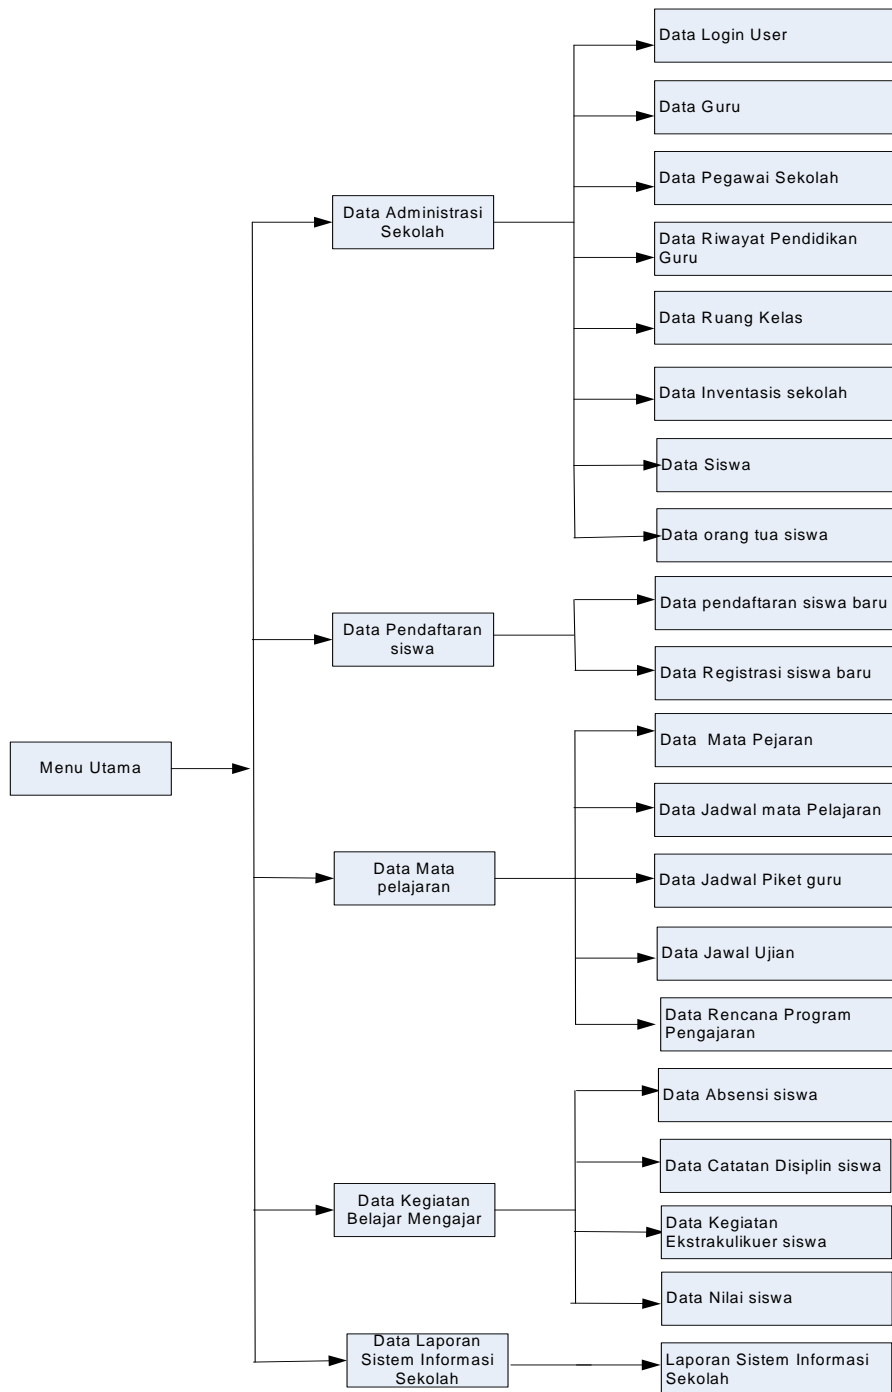 Menu Utama
Data Administrasi
Sekolah
Data Login User
Data Guru
Data Pegawai Sekolah
Data Riwayat Pendidikan
Guru
Data Ruang Kelas
Data Inventasis sekolah
Data Siswa
Data orang tua siswa
Data Pendaftaran
siswa
Data pendaftaran siswa baru
Data Registrasi siswa baru
Data Mata
pelajaran
Data Mata Pejaran
Data Jadwal mata Pelajaran
Data Jadwal Piket guru
Data Jawal Ujian
Data Rencana Program
Pengajaran
Data Kegiatan
Belajar Mengajar
Data Absensi siswa
Data Catatan Disiplin siswa
Data Kegiatan
Ekstrakulikuer siswa
Data Nilai siswa
Data Laporan
Sistem Informasi
Sekolah
Laporan Sistem Informasi
Sekolah